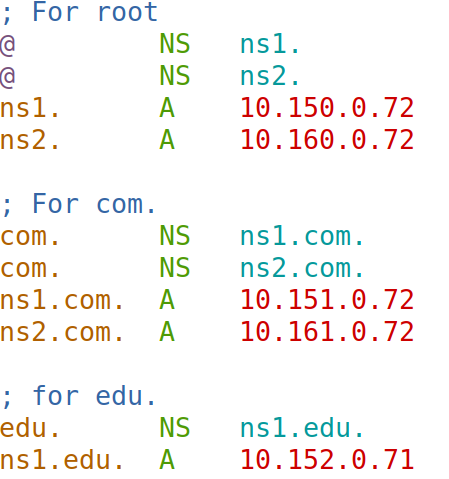 ; For root
@ NS ns1.
@ NS ns2.
ns1. A 10.150.0.72
ns2. A 10.160.0.72
; For com.
com. NS ns1.com.
com. NS ns2.com.
ns1.com. A 10.151.0.72
ns2.com. A 10.161.0.72
; for edu.
edu. NS ns1.edu.
ns1.edu. A 10.152.0.71